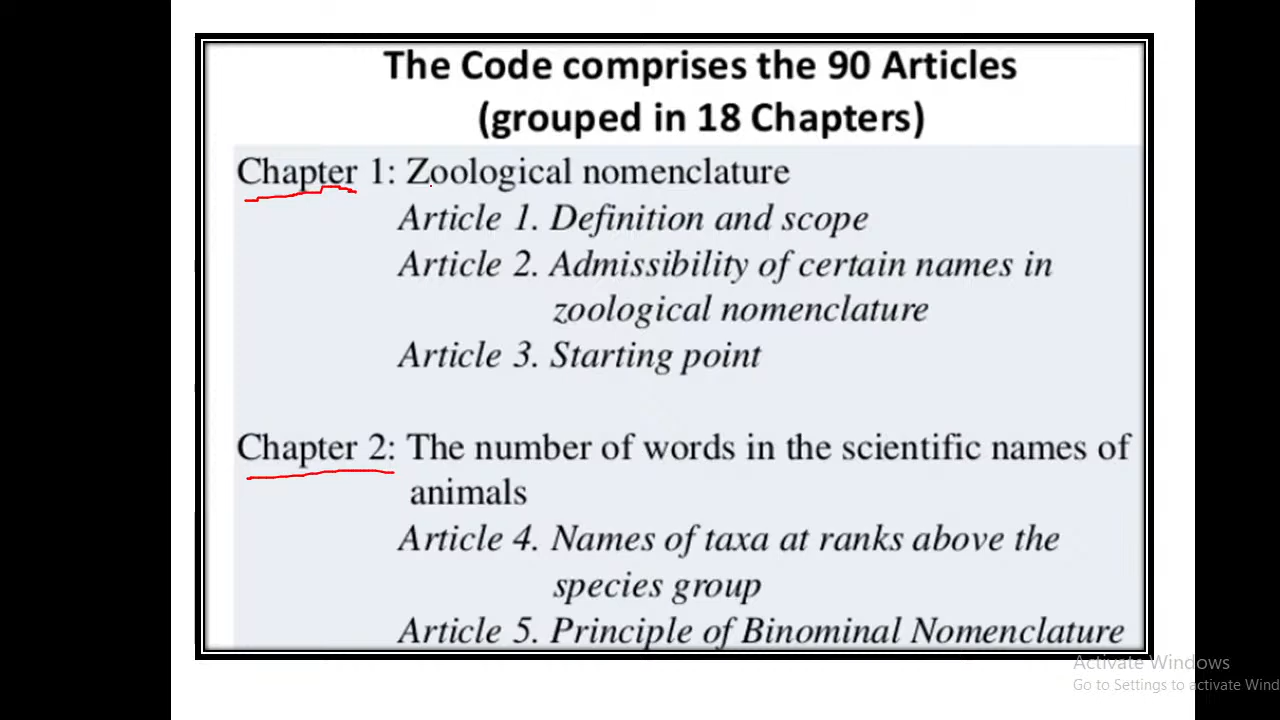 The Code comprises the 90 Articles
(grouped in 18 Chapters)
Chapter 1: Zoological nomenclature
Article 1. Definition and scope
Article 2. Admissibility of certain names in
zoological nomenclature
Article 3. Starting point
Chapter 2: The number of words in the scientific names of
animals
Article 4. Names of taxa at ranks above the
species group
Article 5. Principle of Binominal Nomenclature
Activate Windows
Go to Settings to activate Wind